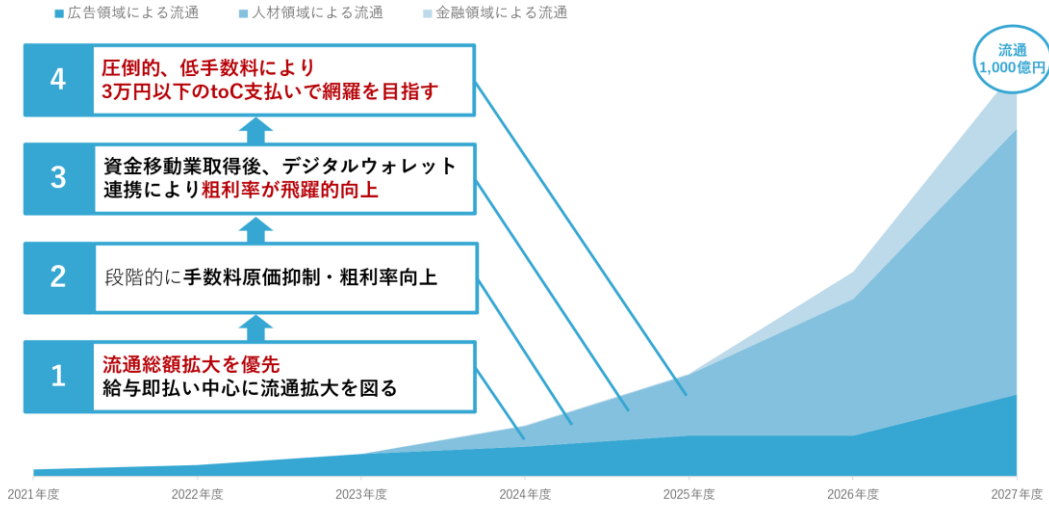 広告領域による流通 人材領域による流通 金融領域による流通
流通
1,000億円
4
圧倒的、低手数料により
3万円以下のtoC支払いで網羅を目指す
3
資金移動業取得後、デジタルウォレット
連携により粗利率が飛躍的向上
2
段階的に手数料原価抑制・粗利率向上
1
流通総額拡大を優先
給与即払い中心に流通拡大を図る
2021年度 2022年度 2023年度 2024年度 2025年度 2026年度 2027年度